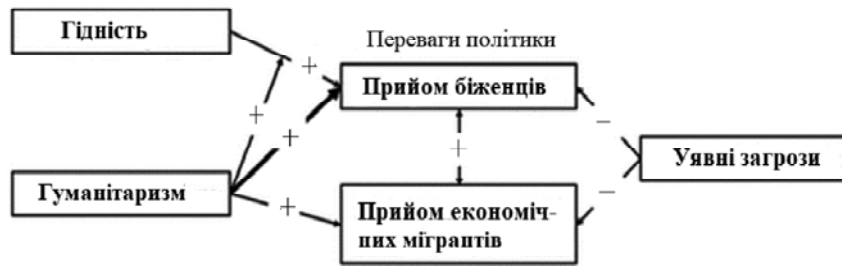 Гідність
Переваги політики
+
Прийом біженців
+
+
−
+
Уявні загрози
Гуманітаризм
+
−
Прийом економіч-
них мігрантів